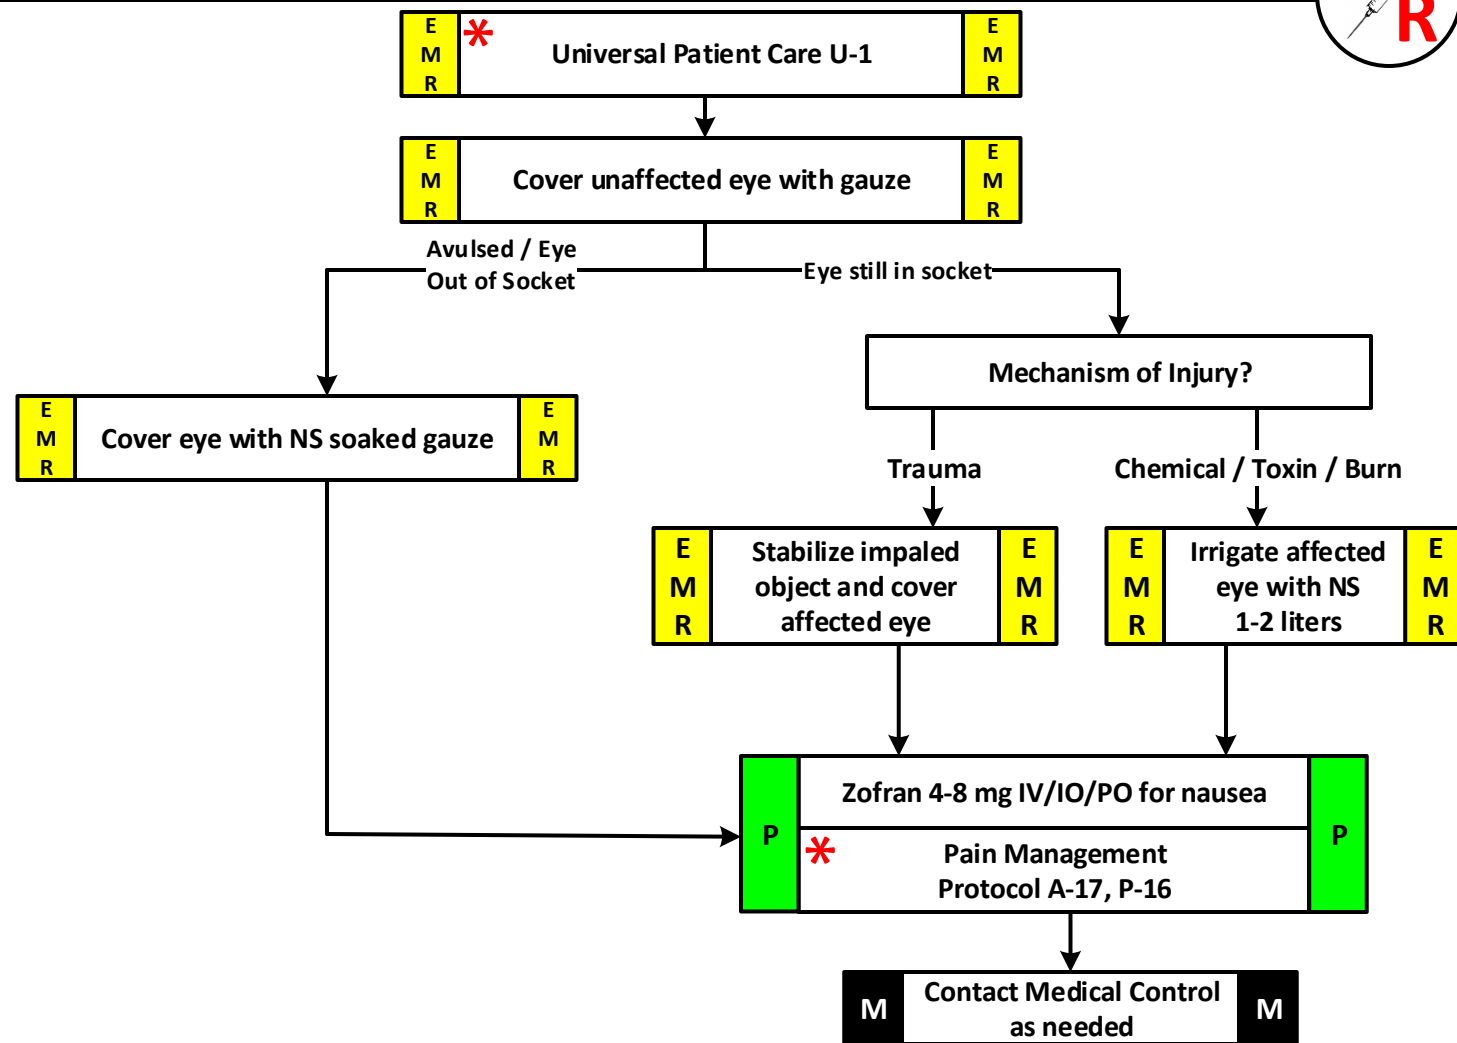 R
E
M
R
*
Universal Patient Care U-1
E
M
R
E
M
R
Cover unaffected eye with gauze
E
M
R
Avulsed / Eye
Out of Socket
Eye still in socket
Mechanism of Injury?
E
M
R
Cover eye with NS soaked gauze
E
M
R
Trauma
Chemical / Toxin / Burn
E
M
R
Stabilize impaled
object and cover
affected eye
E
M
R
E
M
R
Irrigate affected
eye with NS
1-2 liters
E
M
R
P
Zofran 4-8 mg IV/IO/PO for nausea
*
Pain Management
Protocol A-17, P-16
P
M
Contact Medical Control
as needed
M